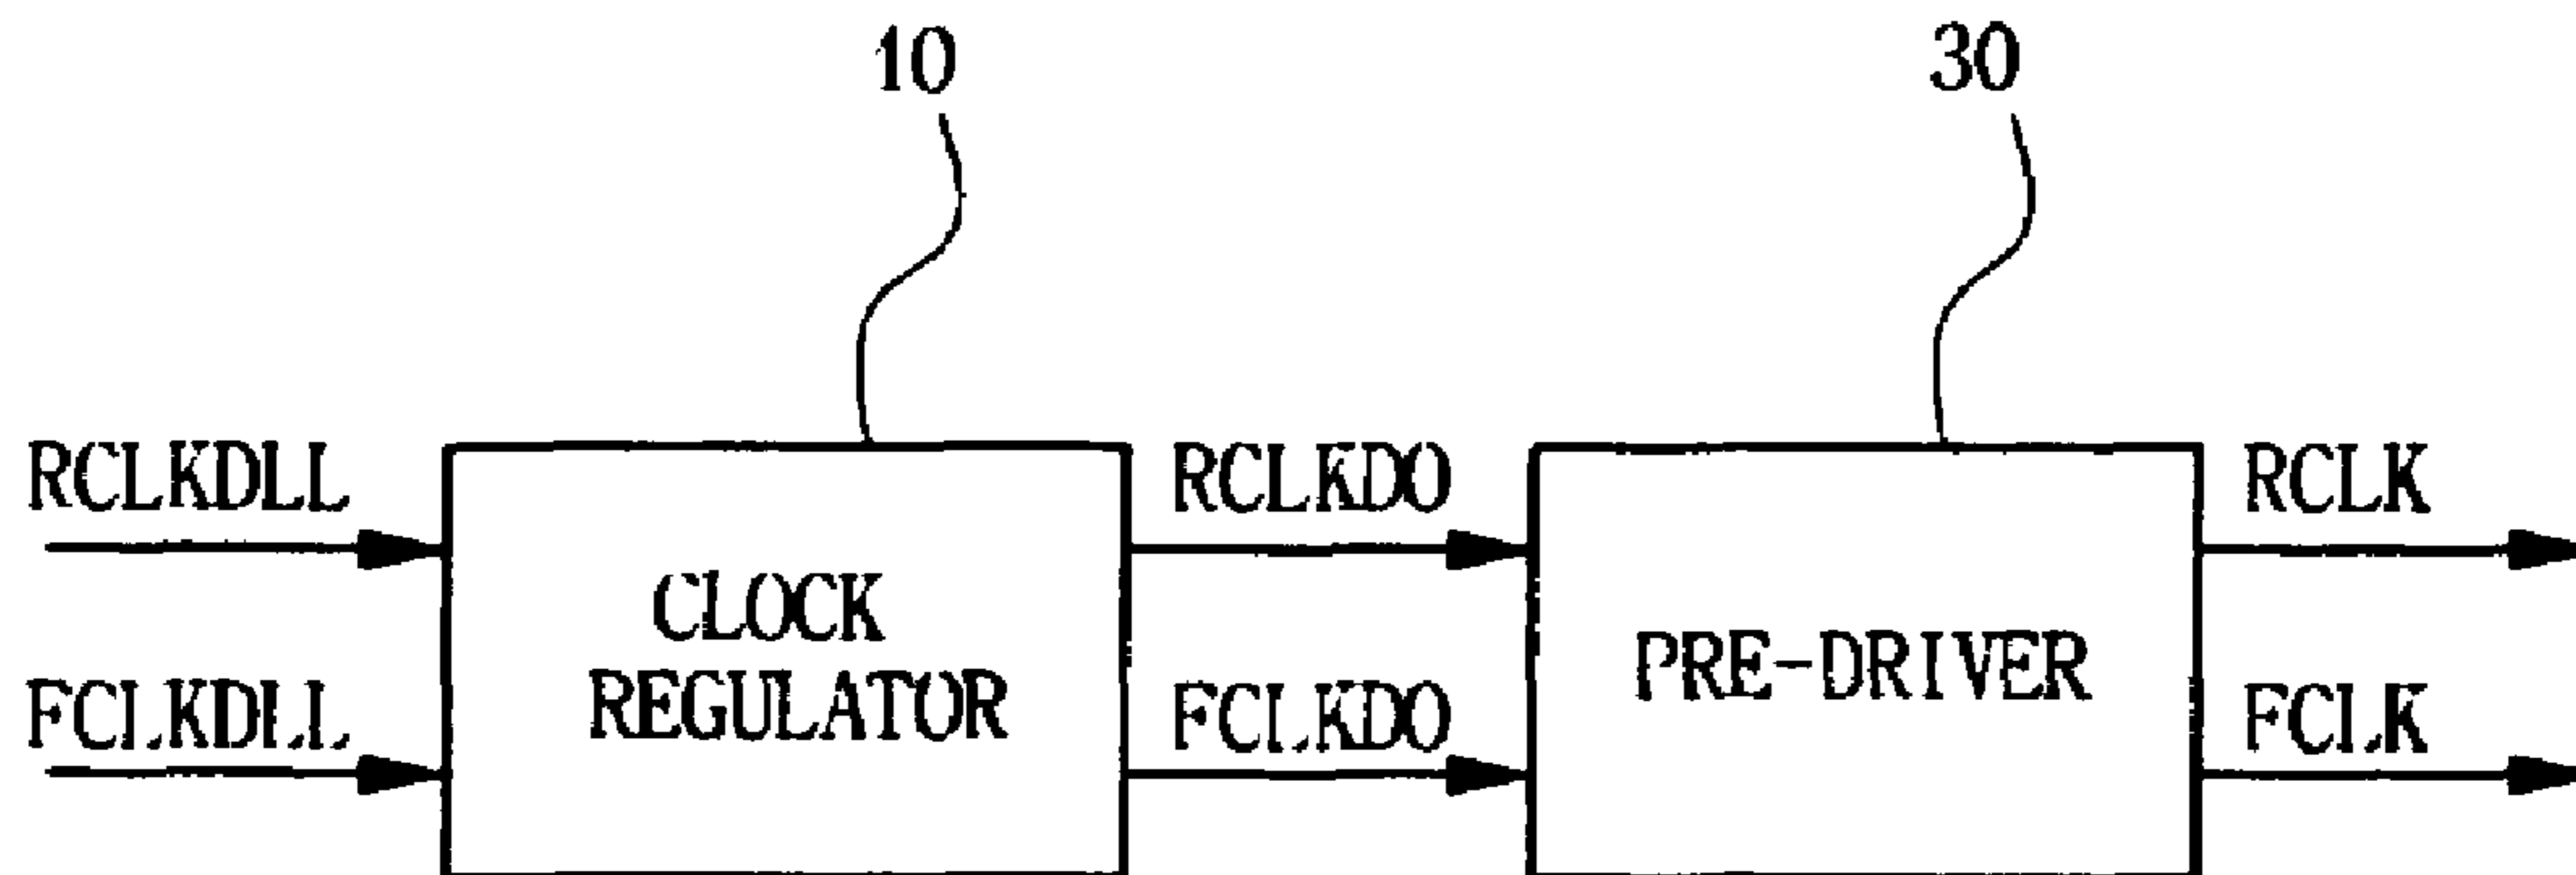 10
30
RCLKDLL
RCLKDO
RCLK
CLOCK
REGULATOR
PRE-DRIVER
FCLKDLL
FCLKDO
FCLK